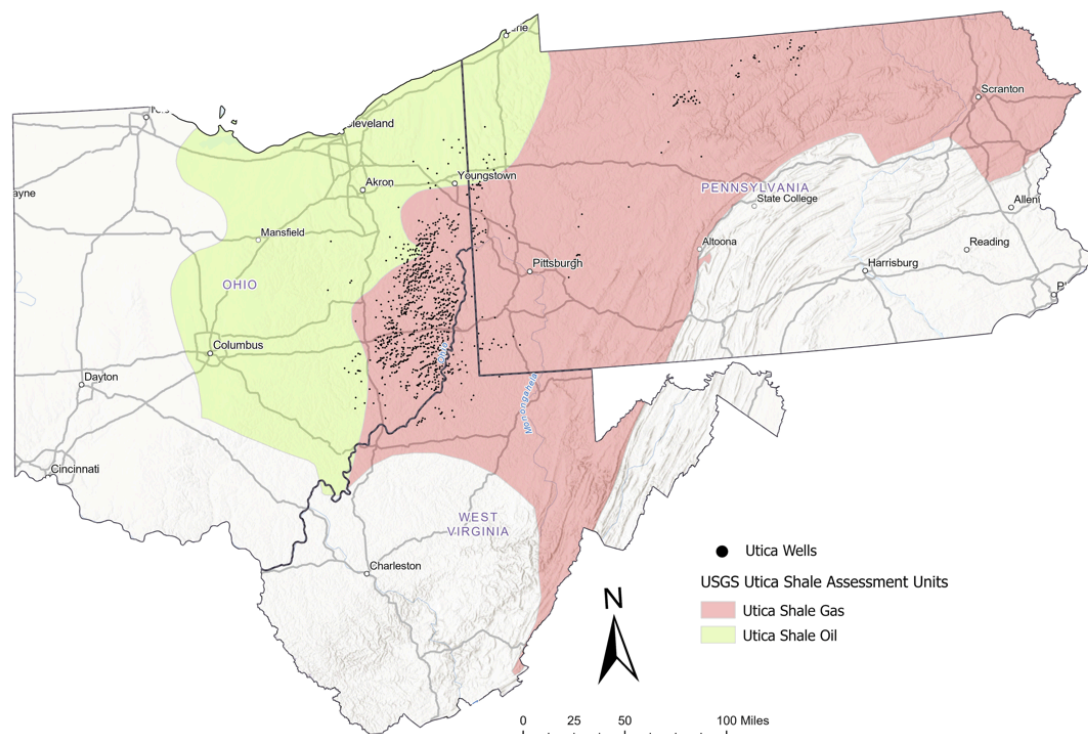 rie
Scranton
Cleveland
ayne
Akron
Youngstown
PENNSYLVANIA
State College
Allen
Mansfield
Altoona
Reading
OHIO
Pittsburgh
Harrisburg
Columbus
Ohio
Dayton
Monongahela
Cincinnati
WEST
VIRGINIA
Charleston
Utica Wells
USGS Utica Shale Assessment Units
Utica Shale Gas
Utica Shale Oil
N
0 25 50 100 Miles